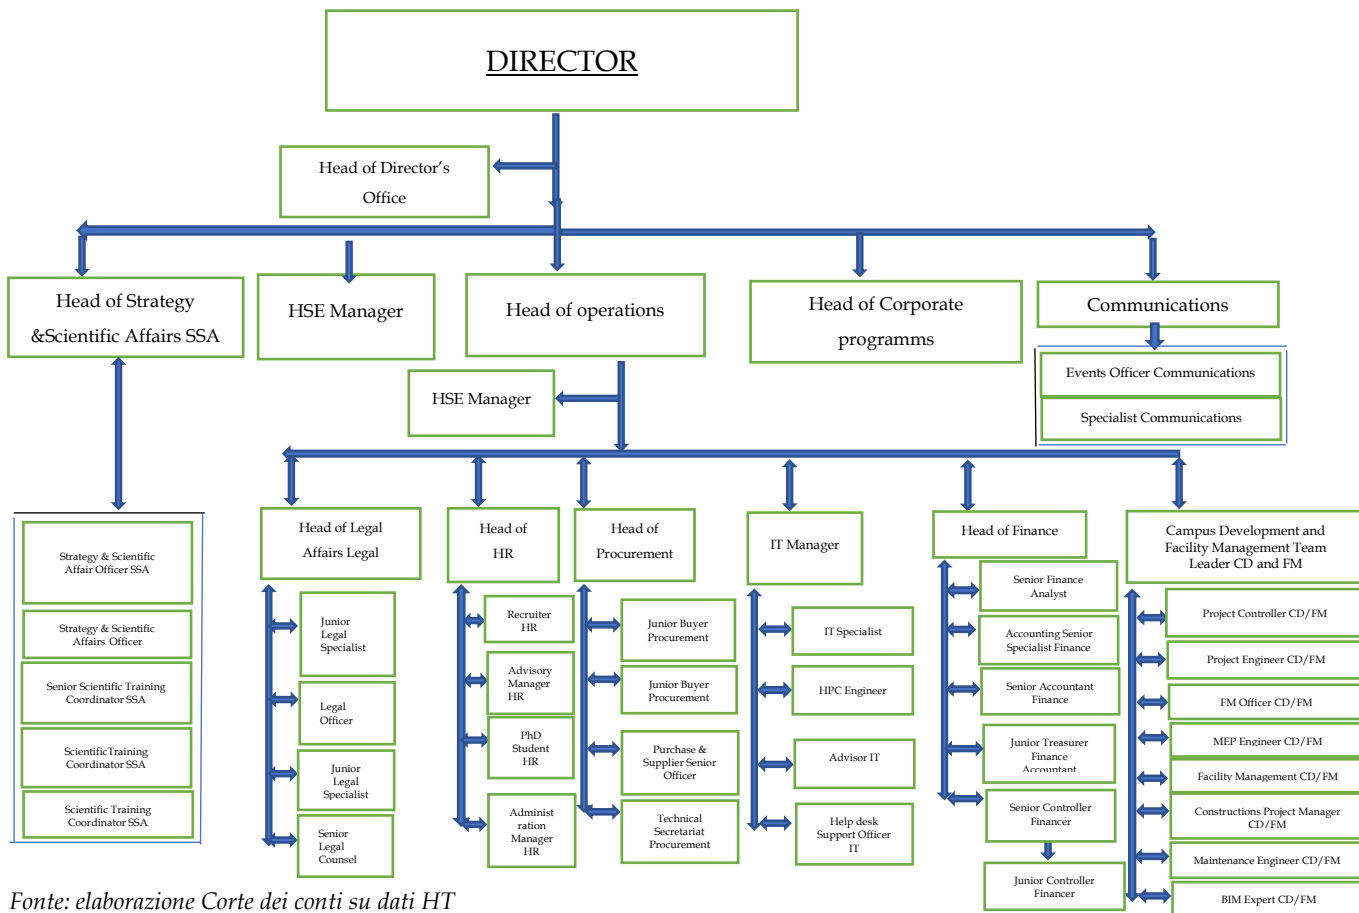 DIRECTOR
Head of Director's
Office
Head of Strategy
&Scientific Affairs SSA
HSE Manager
Head of operations
Head of Corporate
programms
Communications
Events Officer Communications
Specialist Communications
HSE Manager
Strategy & Scientific
Affair Officer SSA
Strategy & Scientific
Affairs Officer
Senior Scientific Training
Coordinator SSA
ScientificTraining
Coordinator SSA
Scientific Training
Coordinator SSA
Head of Legal
Affairs Legal
Junior
Legal
Specialist
Legal
Officer
Junior
Legal
Specialist
Senior
Legal
Counsel
Head of
HR
Recruiter
HR
Advisory
Manager
HR
PhD
Student
HR
Administ
ration
Manager
HR
Head of
Procurement
Junior Buyer
Procurement
Junior Buyer
Procurement
Purchase &
Supplier Senior
Officer
Technical
Secretariat
Procurement
IT Manager
IT Specialist
HPC Engineer
Advisor IT
Help desk
Support Officer
IT
Head of Finance
Senior Finance
Analyst
Accounting Senior
Specialist Finance
Senior Accountant
Finance
Junior Treasurer
Finance
Accountant
Senior Controller
Financer
Junior Controller
Financer
Campus Development and
Facility Management Team
Leader CD and FM
Project Controller CD/FM
Project Engineer CD/FM
FM Officer CD/FM
MEP Engineer CD/FM
Facility Management CD/FM
Constructions Project Manager
CD/FM
Maintenance Engineer CD/FM
BIM Expert CD/FM
Fonte: elaborazione Corte dei conti su dati HT